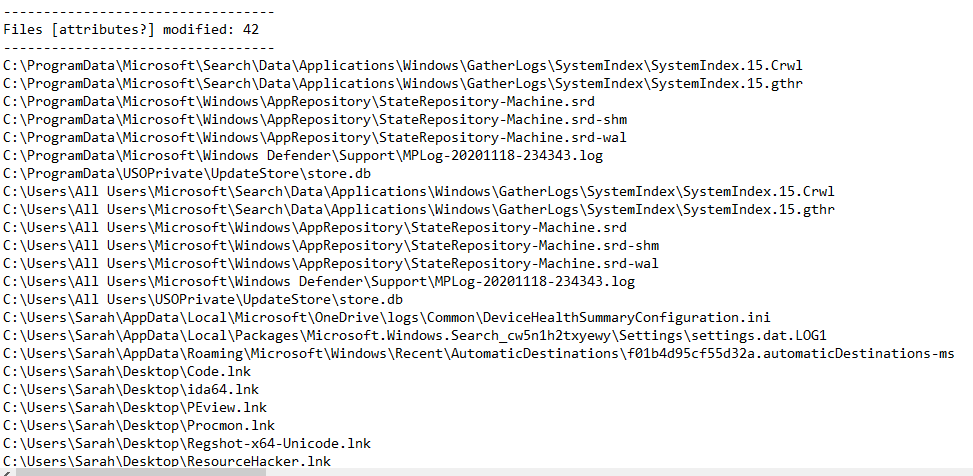 ----------------------------------
Files [attributes?] modified: 42
----------------------------------
C:\ProgramData\Microsoft\Search\Data\Applications\Windows\GatherLogs\SystemIndex\SystemIndex.15.Crwl
C:\ProgramData\Microsoft\Search\Data\Applications\Windows\GatherLogs\SystemIndex\SystemIndex.15.gthr
C:\ProgramData\Microsoft\Windows\AppRepository\StateRepository-Machine.srd
C:\ProgramData\Microsoft\Windows\AppRepository\StateRepository-Machine.srd-shm
C:\ProgramData\Microsoft\Windows\AppRepository\StateRepository-Machine.srd-wal
C:\ProgramData\Microsoft\Windows Defender\Support\MPLog-20201118-234343.log
C:\ProgramData\USOPrivate\UpdateStore\store.db
C:\Users\All Users\Microsoft\Search\Data\Applications\Windows\GatherLogs\SystemIndex\SystemIndex.15.Crwl
C:\Users\All Users\Microsoft\Search\Data\Applications\Windows\GatherLogs\SystemIndex\SystemIndex.15.gthr
C:\Users\All Users\Microsoft\Windows\AppRepository\StateRepository-Machine.srd
C:\Users\All Users\Microsoft\Windows\AppRepository\StateRepository-Machine.srd-shm
C:\Users\All Users\Microsoft\Windows\AppRepository\StateRepository-Machine.srd-wal
C:\Users\All Users\Microsoft\Windows Defender\Support\MPLog-20201118-234343.log
C:\Users\All Users\USOPrivate\UpdateStore\store.db
C:\Users\Sarah\AppData\Local\Microsoft\OneDrive\logs\Common\DeviceHealthSummaryConfiguration.ini
C:\Users\Sarah\AppData\Local\Packages\Microsoft.Windows.Search_cw5n1h2txyewy\Settings\settings.dat.LOG1
C:\Users\Sarah\AppData\Roaming\Microsoft\Windows\Recent\AutomaticDestinations\f01b4d95cf55d32a.automaticDestinations-ms
C:\Users\Sarah\Desktop\Code.lnk
C:\Users\Sarah\Desktop\ida64.lnk
C:\Users\Sarah\Desktop\PEview.lnk
C:\Users\Sarah\Desktop\Procmon.lnk
C:\Users\Sarah\Desktop\Regshot-x64-Unicode.lnk
C:\Users\Sarah\Desktop\ResourceHacker.lnk